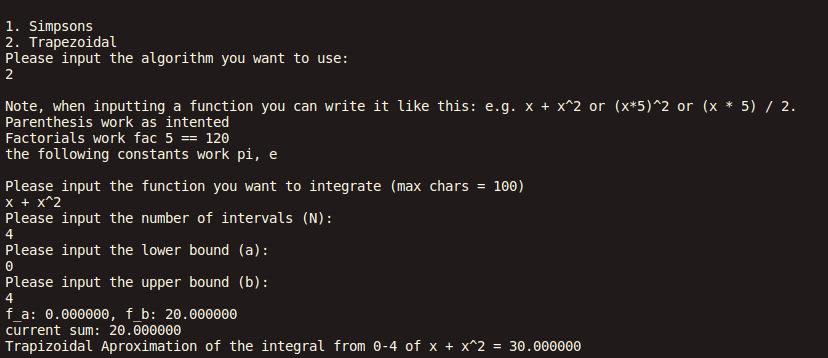 1. Simpsons
2. Trapezoidal
Please input the algorithm you want to use:
2
Note, when inputting a function you can write it like this: e.g. x + x^2 or (x*5)^2 or (x * 5) / 2.
Parenthesis work as intented
Factorials work fac 5 == 120
the following constants work pi, e
Please input the function you want to integrate (max chars = 100)
x + x^2
Please input the number of intervals (N):
4
Please input the lower bound (a):
0
Please input the upper bound (b):
4
f_a: 0.000000, f_b: 20.000000
current sum: 20.000000
Trapizoidal Aproximation of the integral from 0-4 of x + x^2 = 30.000000